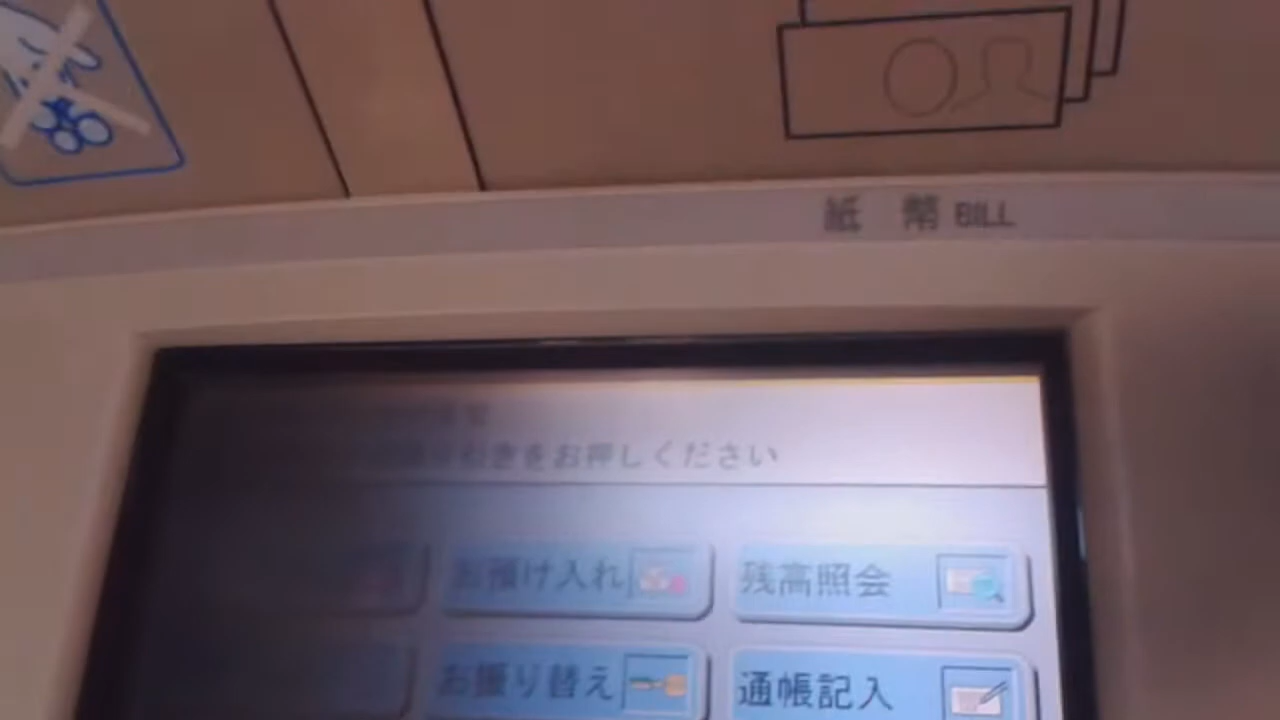 紙 幣 BILL
引きをお押しください
お預け入れ
残高照会
お振り替え
通帳記入